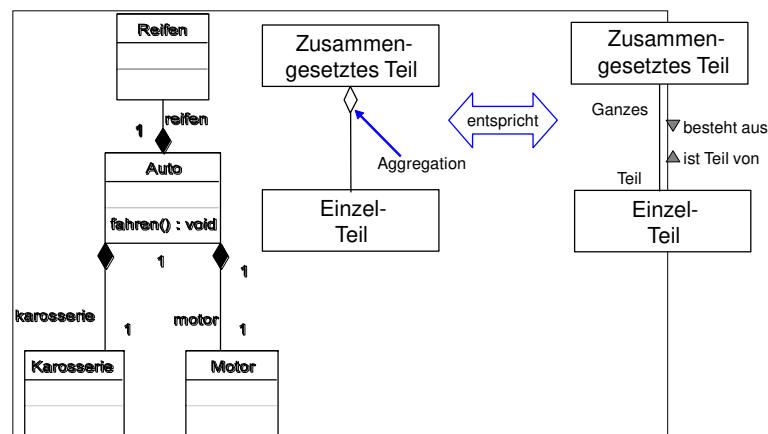 Reifen
reifen
1
Auto
fahren() : void
1
1
karosserie
1
motor
1
Karosserie
Motor
Zusammen-
gesetztes Teil
Aggregation
Einzel-
Teil
entspricht
Zusammen-
gesetztes Teil
Ganzes
besteht aus
ist Teil von
Teil
Einzel-
Teil